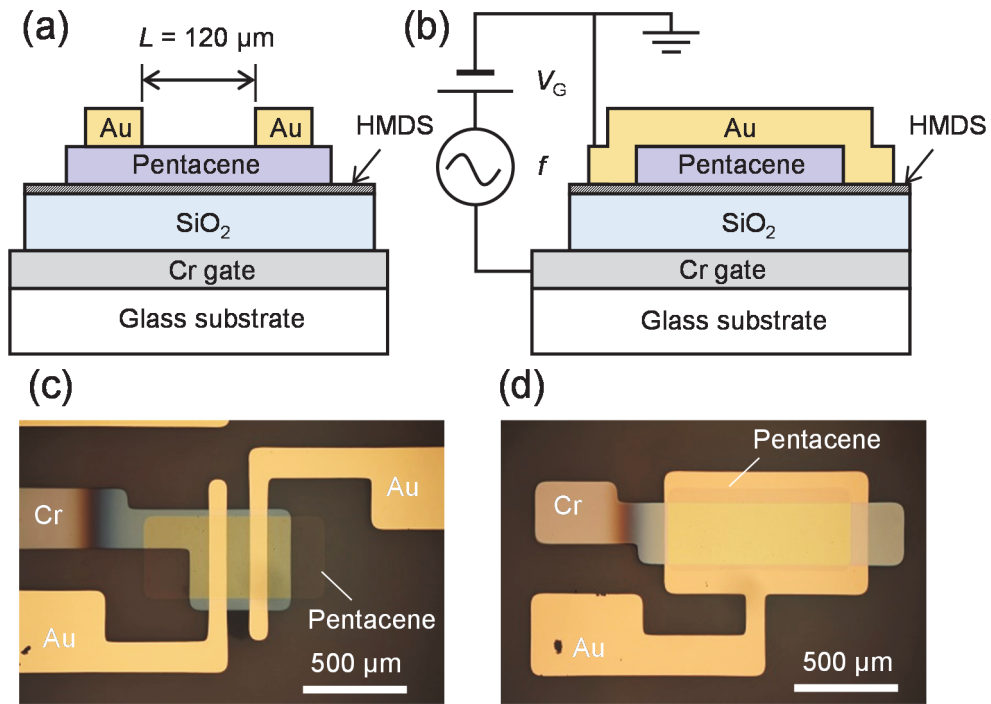 (a)
L = 120 μm
Au
Au
HMDS
Pentacene
SiO₂
Cr gate
Glass substrate
(b)
V_G
f
Au
HMDS
Pentacene
SiO₂
Cr gate
Glass substrate
(c)
Cr
Au
Pentacene
Au
500 μm
(d)
Pentacene
Cr
Au
500 μm